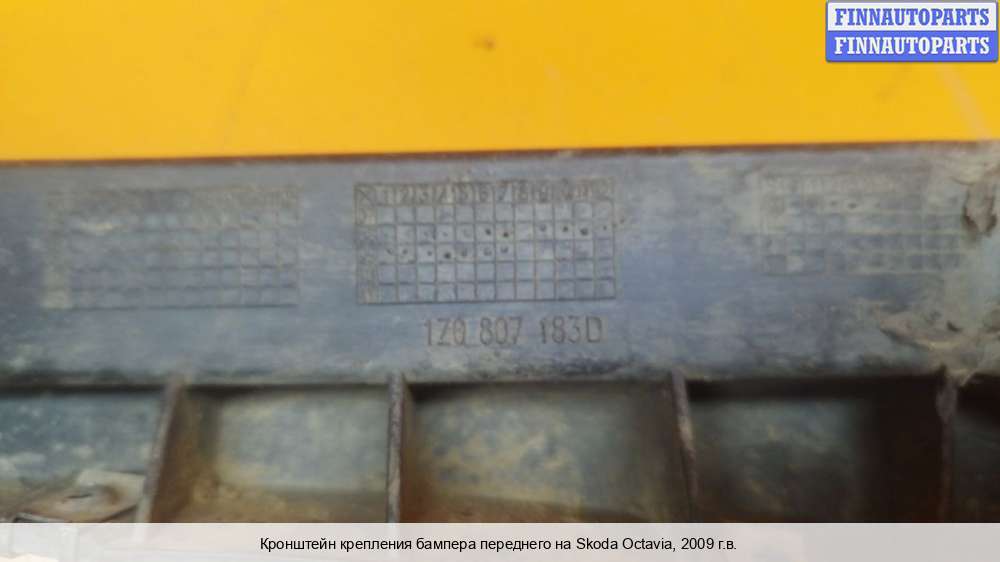 FINNAUTOPARTS
FINNAUTOPARTS
1Z0 807 183D
Кронштейн крепления бампера переднего на Skoda Octavia, 2009 г.в.